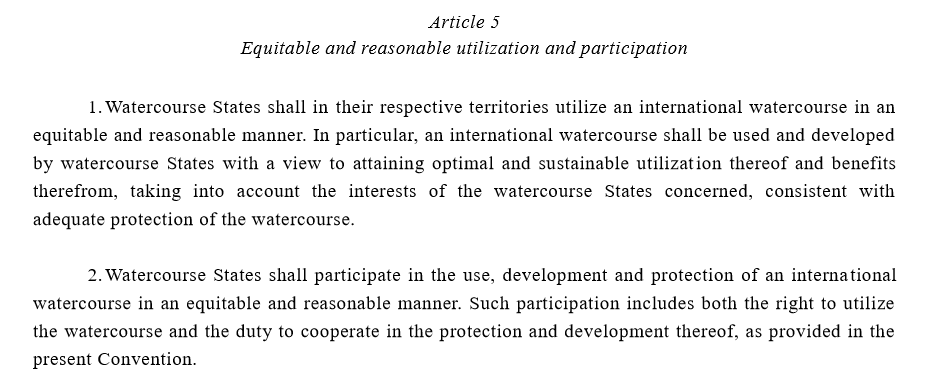 Article 5
Equitable and reasonable utilization and participation
1. Watercourse States shall in their respective territories utilize an international watercourse in an
equitable and reasonable manner. In particular, an international watercourse shall be used and developed
by watercourse States with a view to attaining optimal and sustainable utilization thereof and benefits
therefrom, taking into account the interests of the watercourse States concerned, consistent with
adequate protection of the watercourse.
2. Watercourse States shall participate in the use, development and protection of an international
watercourse in an equitable and reasonable manner. Such participation includes both the right to utilize
the watercourse and the duty to cooperate in the protection and development thereof, as provided in the
present Convention.